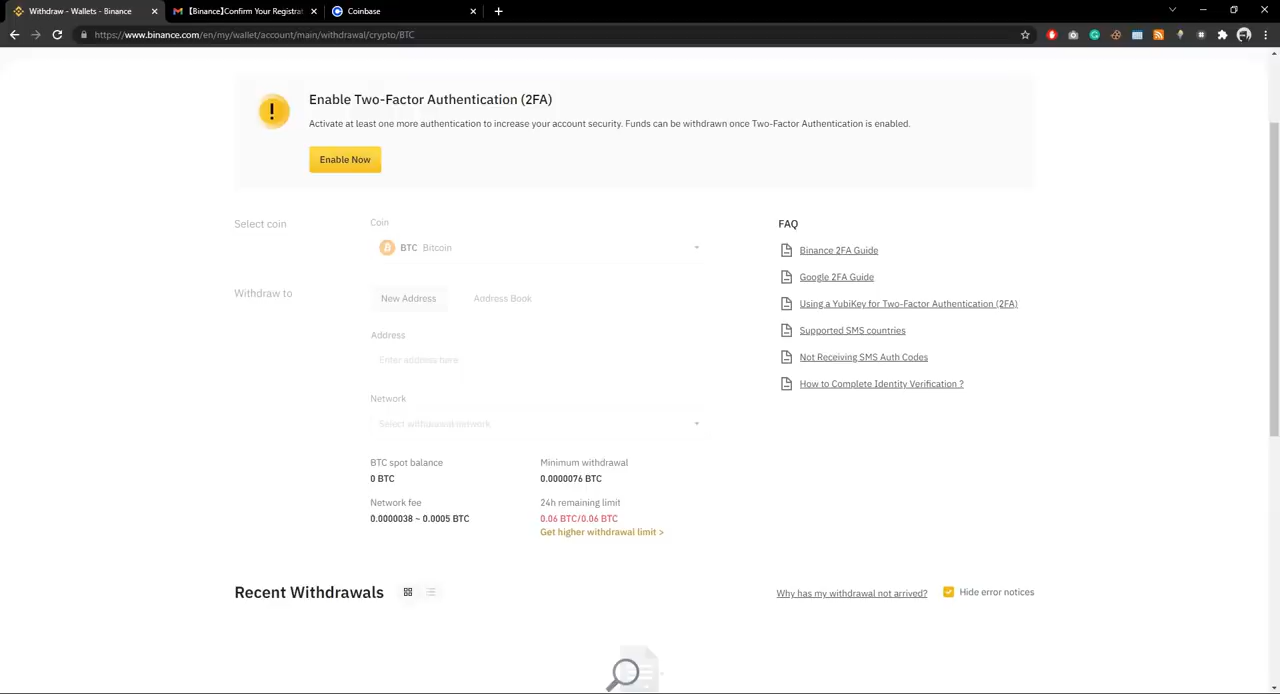 Withdraw - Wallets - Binance
【Binance】Confirm Your Registrat
Coinbase
https://www.binance.com/en/my/wallet/account/main/withdrawal/crypto/BTC
Enable Two-Factor Authentication (2FA)
Activate at least one more authentication to increase your account security. Funds can be withdrawn once Two-Factor Authentication is enabled.
Enable Now
Select coin
Coin
BTC Bitcoin
Withdraw to
New Address
Address Book
Address
Enter address here
Network
Select withdrawal network
BTC spot balance
0 BTC
Minimum withdrawal
0.0000076 BTC
Network fee
0.0000038 ~ 0.0005 BTC
24h remaining limit
0.06 BTC/0.06 BTC
Get higher withdrawal limit >
FAQ
Binance 2FA Guide
Google 2FA Guide
Using a YubiKey for Two-Factor Authentication (2FA)
Supported SMS countries
Not Receiving SMS Auth Codes
How to Complete Identity Verification ?
Recent Withdrawals
Why has my withdrawal not arrived?
Hide error notices